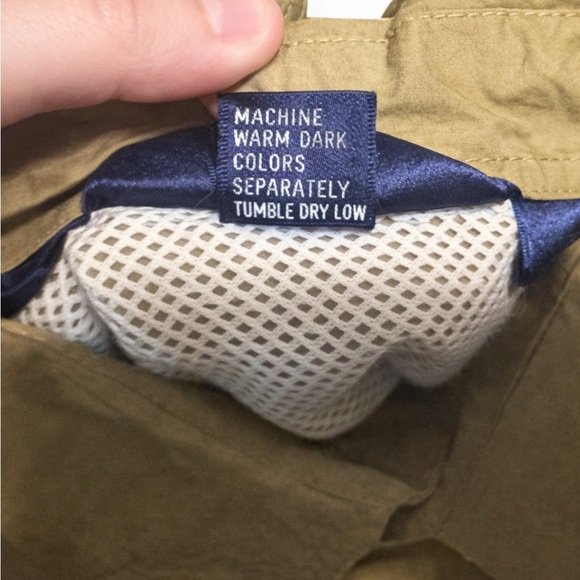 MACHINE
WARM DARK
COLORS
SEPARATELY
TUMBLE DRY LOW